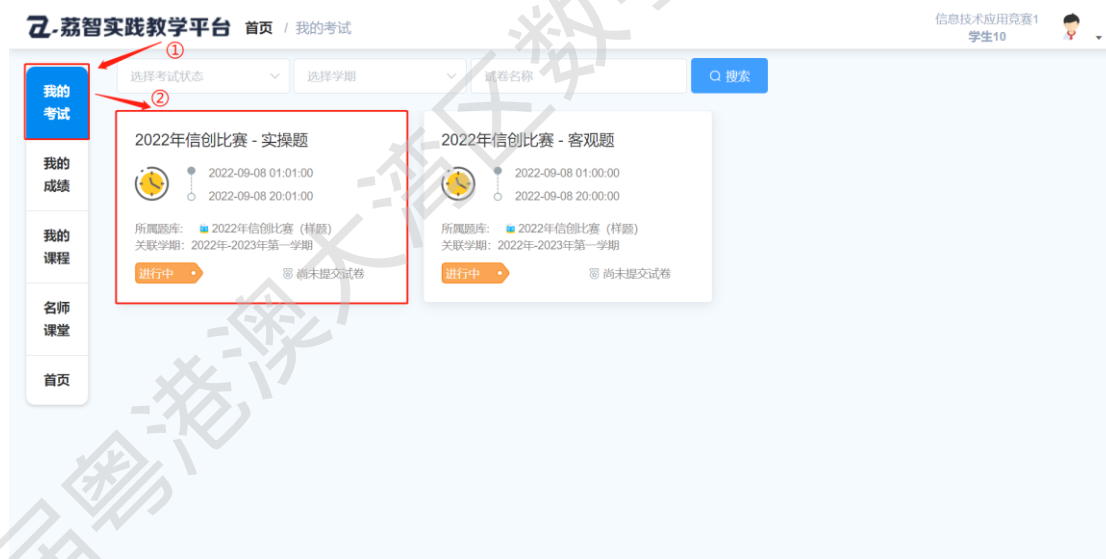 荔智实践教学平台 首页 / 我的考试
信息技术应用竞赛1
学生10
①
我的
考试
选择考试状态 选择学期 试卷名称 搜索
②
2022年信创比赛 - 实操题
2022-09-08 01:01:00
2022-09-08 20:01:00
所属题库: 2022年信创比赛（样题）
关联学期: 2022年-2023年第一学期
进行中 尚未提交试卷
2022年信创比赛 - 客观题
2022-09-08 01:00:00
2022-09-08 20:00:00
所属题库: 2022年信创比赛（样题）
关联学期: 2022年-2023年第一学期
进行中 尚未提交试卷
我的
成绩
我的
课程
名师
课堂
首页
届粤港澳大湾区数字